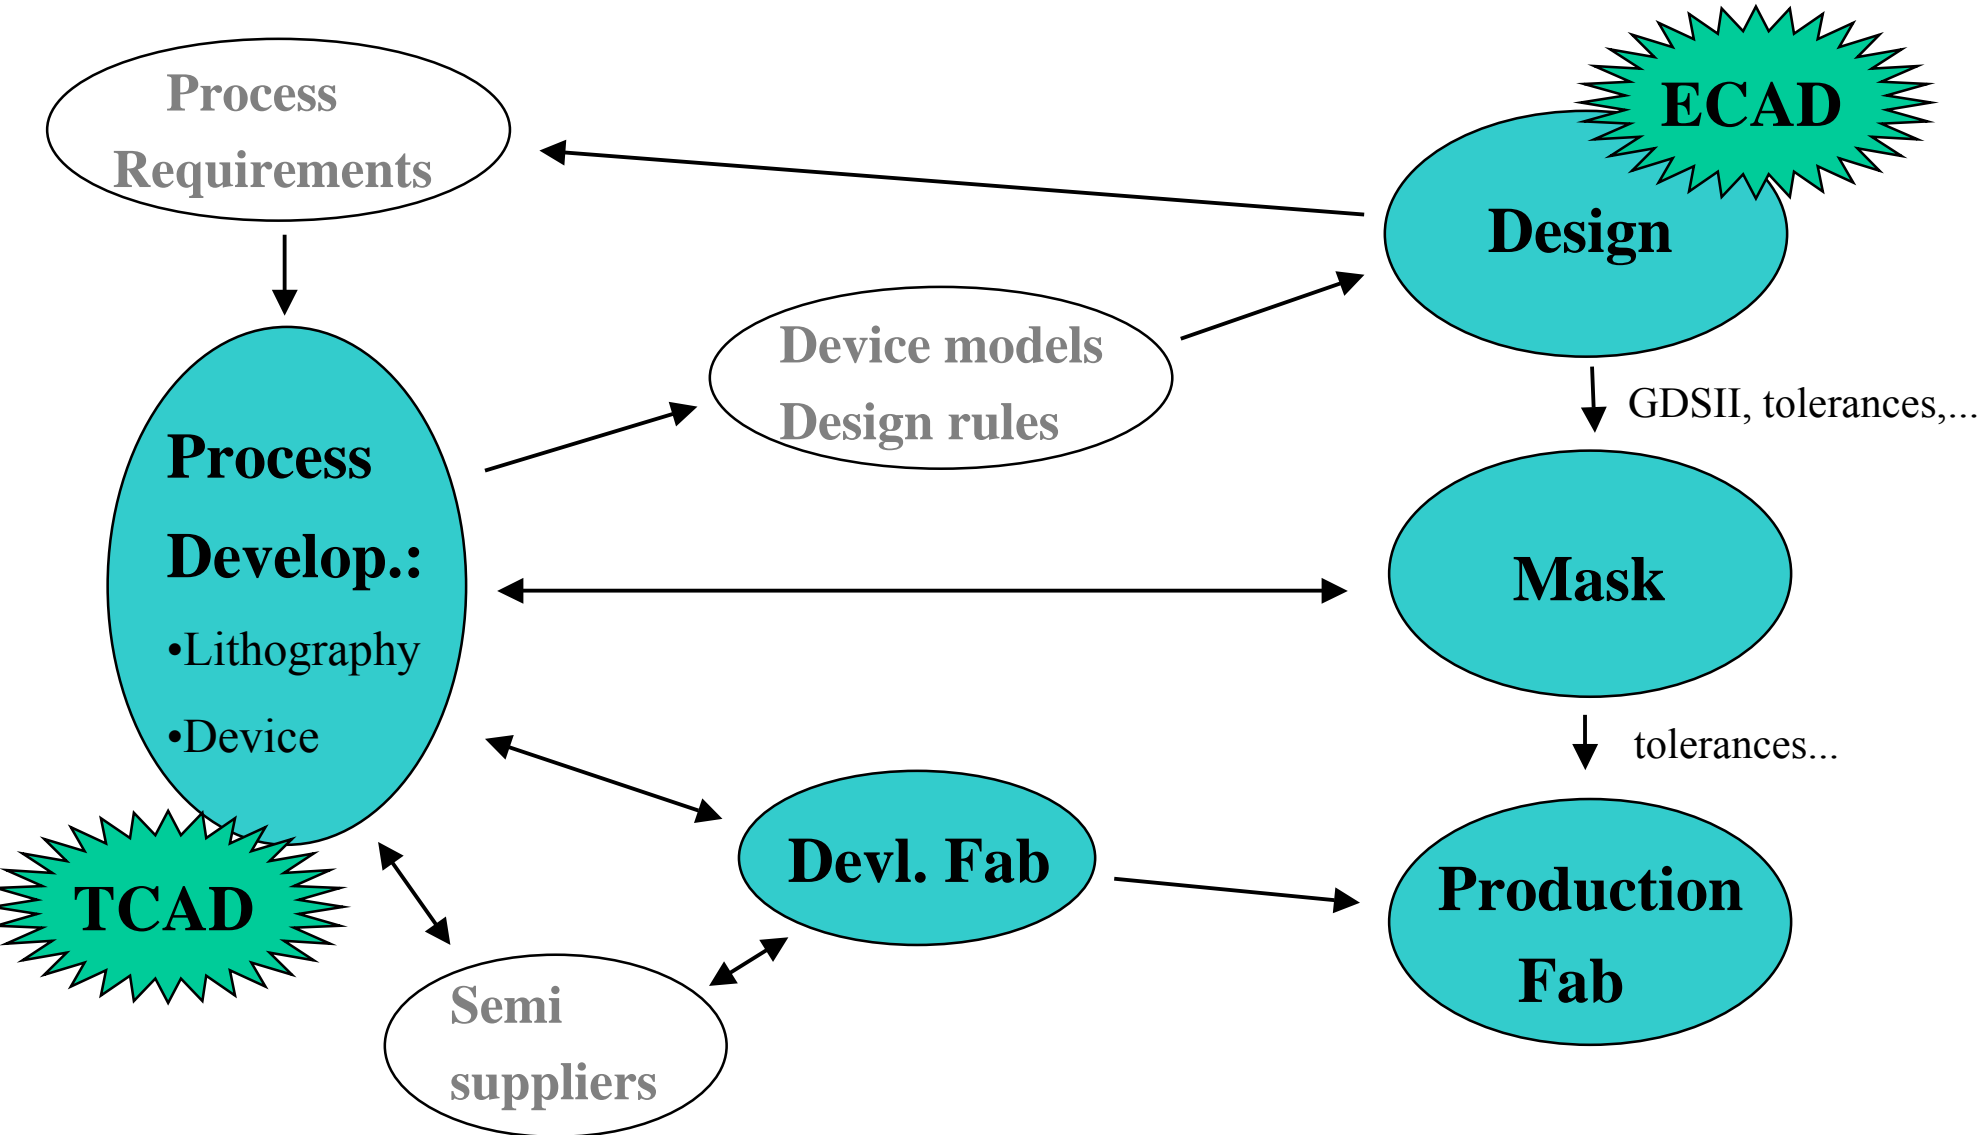 Process
Requirements
ECAD
Design
Device models
Design rules
GDSII, tolerances,...
Process
Develop.:
•Lithography
•Device
Mask
tolerances...
TCAD
Devl. Fab
Production
Fab
Semi
suppliers